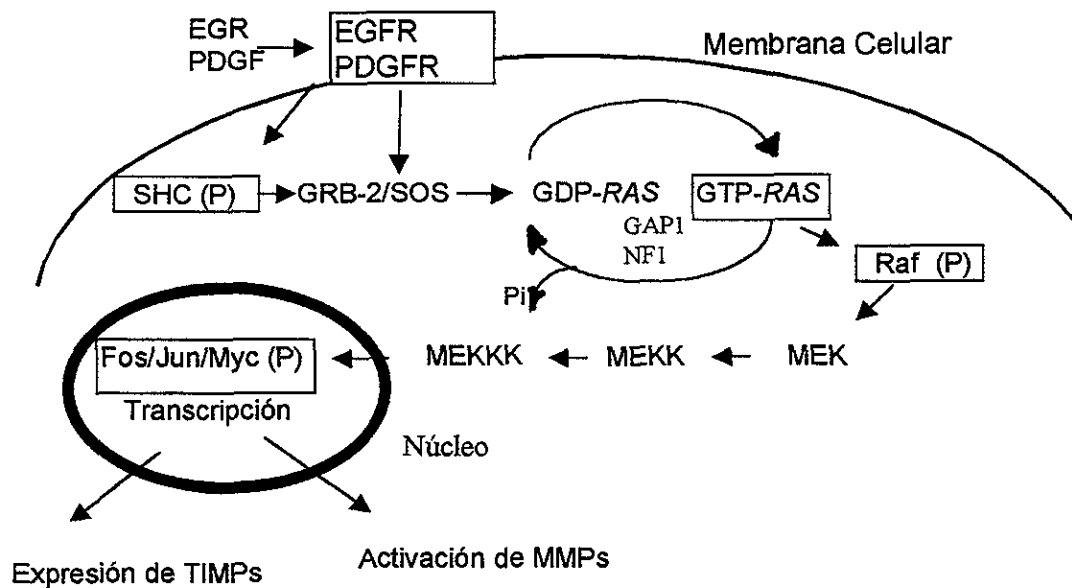 EGR
PDGF
EGFR
PDGFR
Membrana Celular
SHC (P)
GRB-2/SOS
GDP-RAS
GTP-RAS
GAP1
NF1
Raf (P)
Pi
Fos/Jun/Myc (P)
MEKKK
MEKK
MEK
Transcripción
Núcleo
Expresión de TIMPs
Activación de MMPs